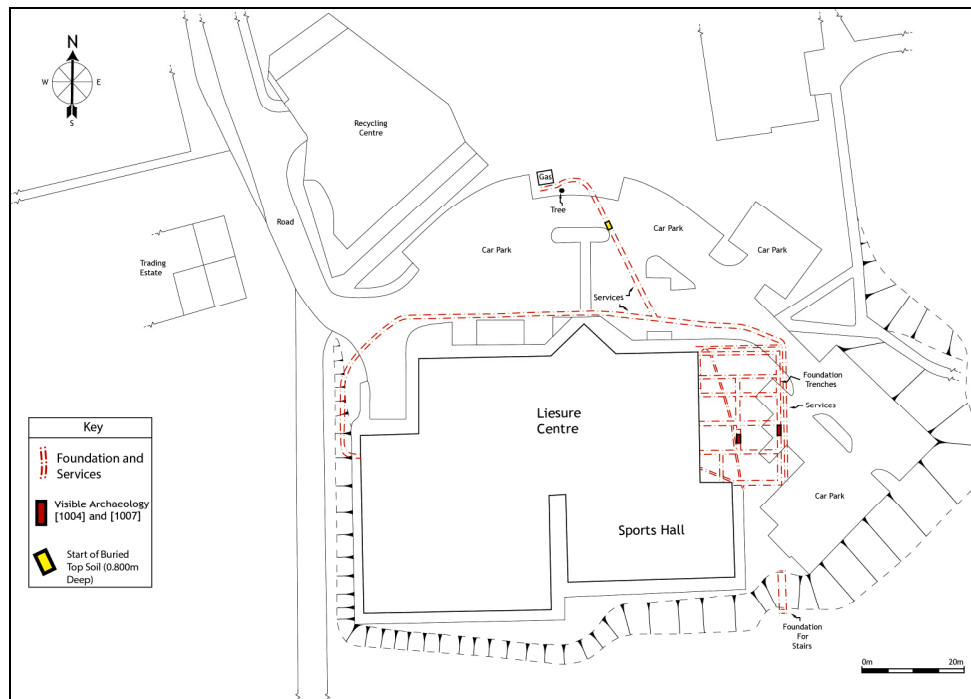 N
W
E
S
Recycling
Centre
Gas
Tree
Road
Car Park
Car Park
Car Park
Trading
Estate
Services
Foundation
Trenches
Services
Liesure
Centre
Car Park
Sports Hall
Foundation
For
Stairs
Key
Foundation and
Services
Visible Archaeology
[1004] and [1007]
Start of Buried
Top Soil (0.800m
Deep)
0m
20m